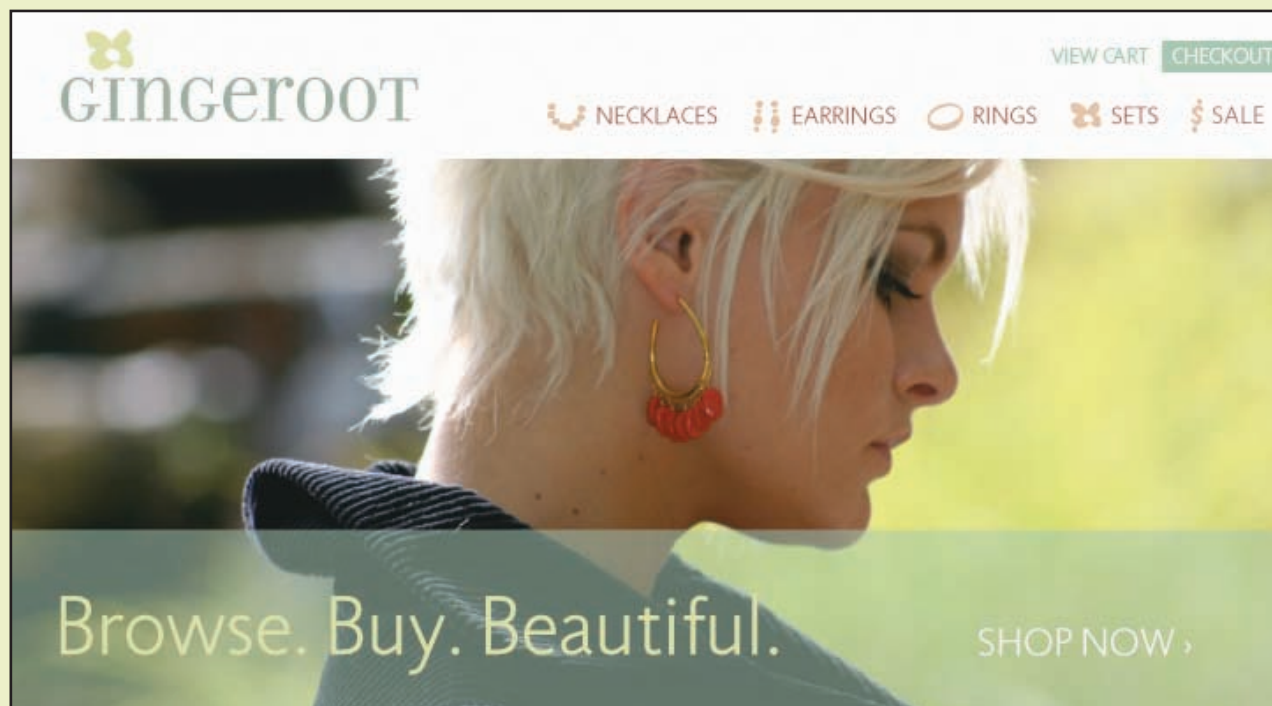 GINGEROOT
VIEW CART CHECKOUT
NECKLACES EARRINGS RINGS SETS $ SALE
Browse. Buy. Beautiful.
SHOP NOW ›